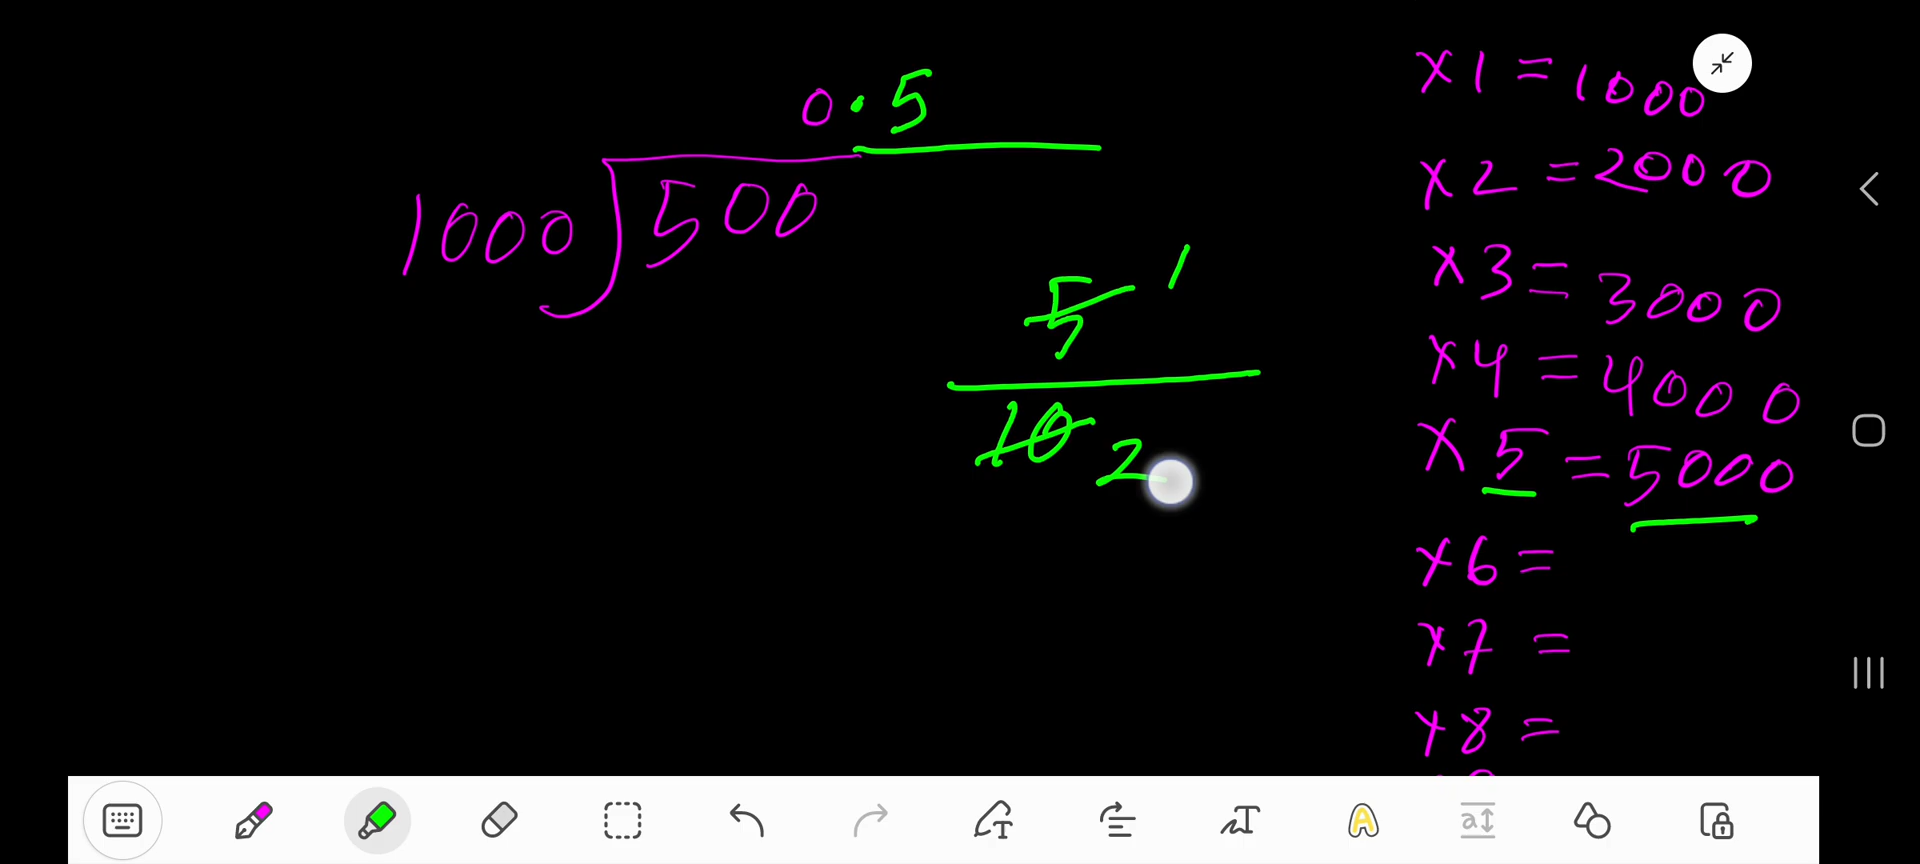 0.5
1000)500
5 1
10 2
x1=1000
x2=2000
x3=3000
x4=4000
x5=5000
x6=
x7=
x8=
T
T
A
a